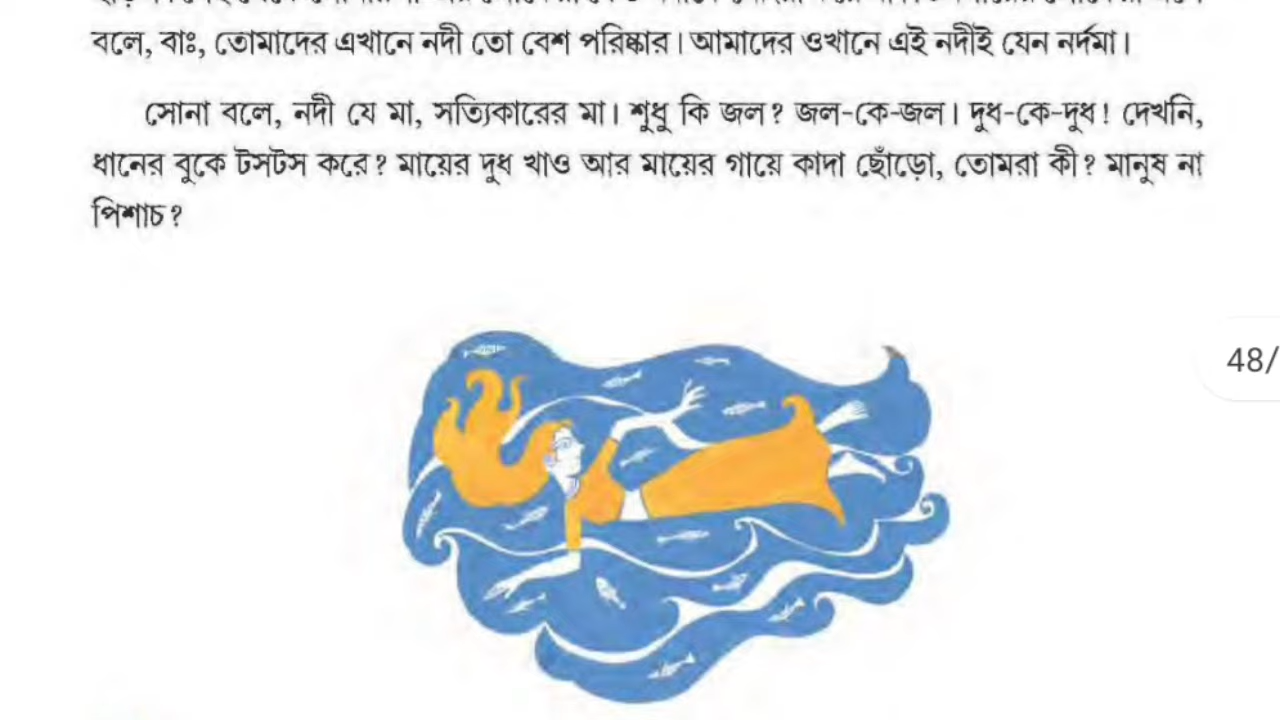 বলে, বাঃ, তোমাদের এখানে নদী তো বেশ পরিষ্কার। আমাদের ওখানে এই নদীই যেন নর্দমা।
সোনা বলে, নদী যে মা, সত্যিকারের মা। শুধু কি জল? জল-কে-জল। দুধ-কে-দুধ! দেখনি,
ধানের বুকে টসটস করে? মায়ের দুধ খাও আর মায়ের গায়ে কাদা ছোঁড়ো, তোমরা কী? মানুষ না
পিশাচ?
48/